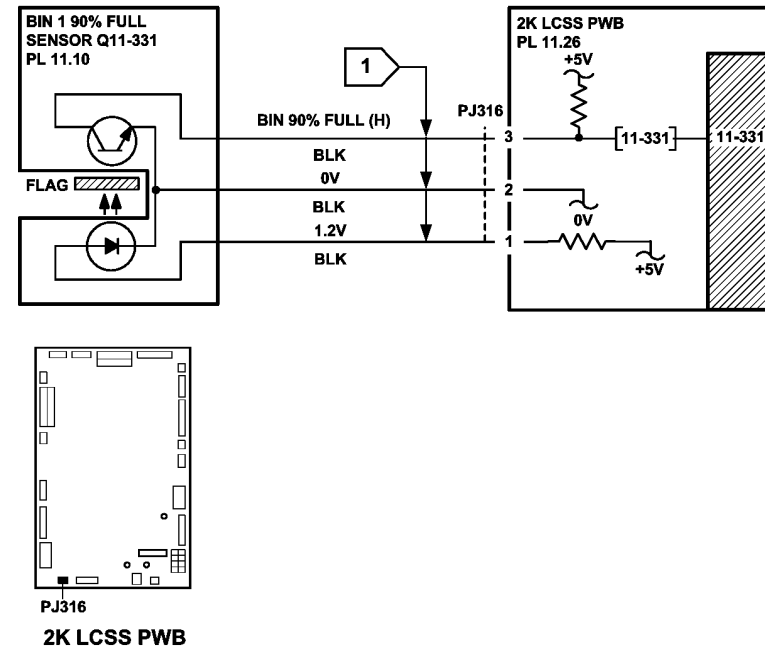 BIN 1 90% FULL
SENSOR Q11-331
PL 11.10
FLAG
1
BIN 90% FULL (H)
BLK
0V
BLK
1.2V
BLK
PJ316
3
2
1
2K LCSS PWB
PL 11.26
+5V
11-331
11-331
0V
+5V
PJ316
2K LCSS PWB